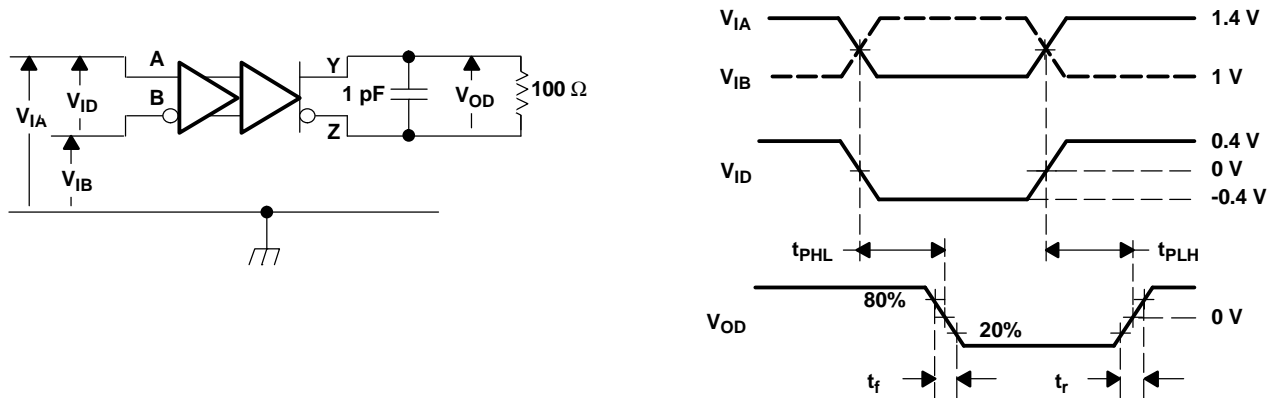 A
B
Y
Z
V_ID
V_IA
V_IB
1 pF
V_OD
100 Ω
V_IA
1.4 V
V_IB
1 V
V_ID
0.4 V
0 V
-0.4 V
t_PHL
t_PLH
80%
V_OD
20%
0 V
t_f
t_r